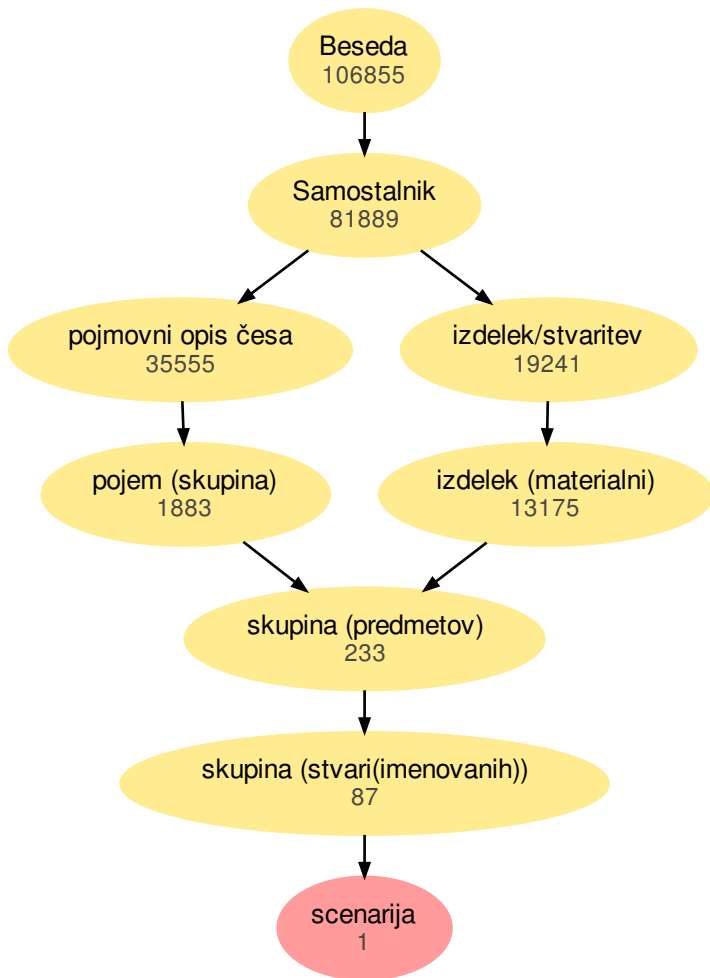 Beseda
106855
Samostalnik
81889
pojmovni opis česa
35555
izdelek/stvaritev
19241
pojem (skupina)
1883
izdelek (materialni)
13175
skupina (predmetov)
233
skupina (stvari(imenovanih))
87
scenarija
1